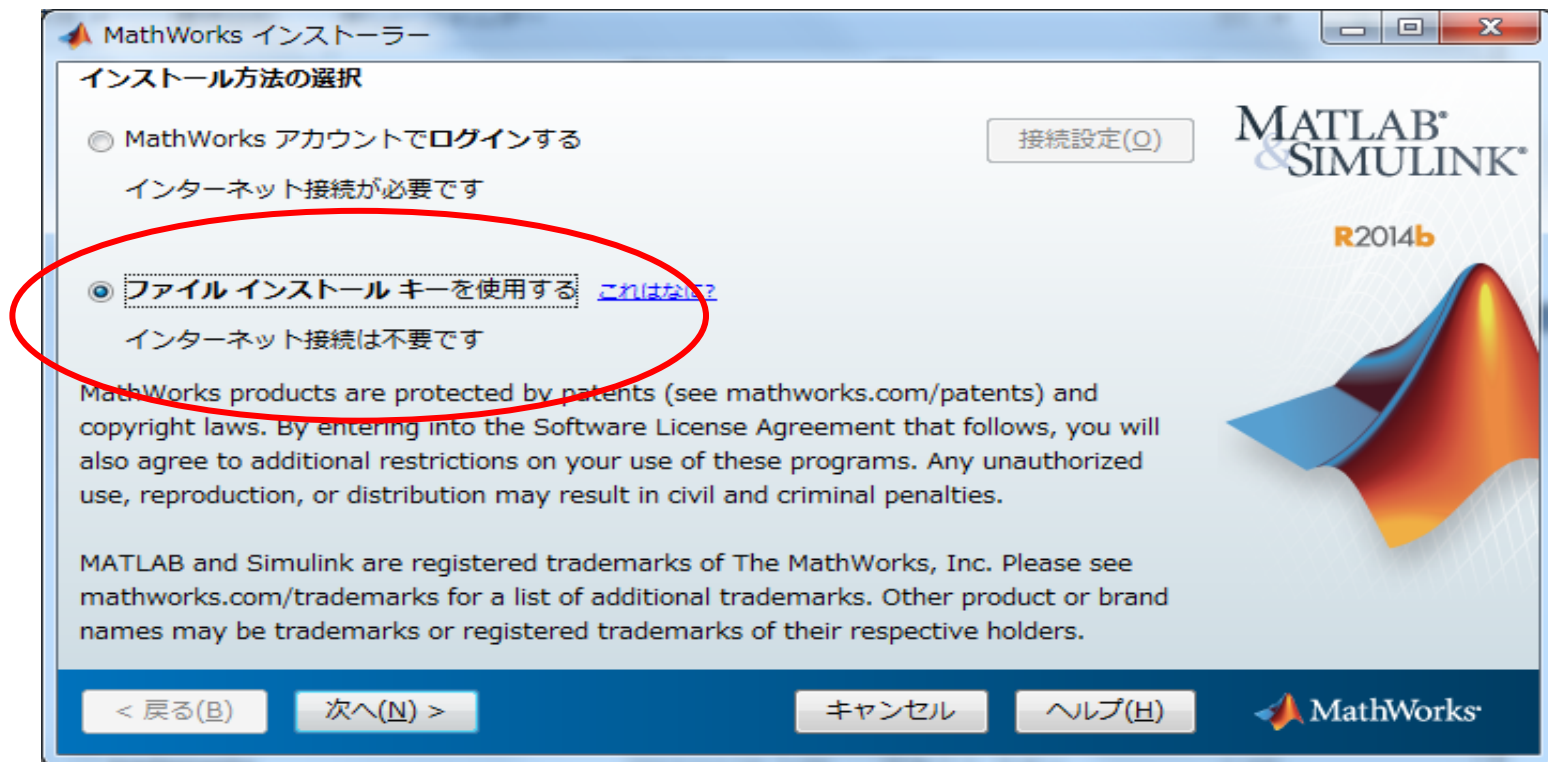 MathWorks インストーラー
インストール方法の選択
MathWorks アカウントでログインする
接続設定(O)
インターネット接続が必要です
ファイル インストール キーを使用する これはなに?
インターネット接続は不要です
MathWorks products are protected by patents (see mathworks.com/patents) and
copyright laws. By entering into the Software License Agreement that follows, you will
also agree to additional restrictions on your use of these programs. Any unauthorized
use, reproduction, or distribution may result in civil and criminal penalties.
MATLAB and Simulink are registered trademarks of The MathWorks, Inc. Please see
mathworks.com/trademarks for a list of additional trademarks. Other product or brand
names may be trademarks or registered trademarks of their respective holders.
MATLAB®
&SIMULINK®
R2014b
< 戻る(B)
次へ(N) >
キャンセル
ヘルプ(H)
MathWorks®